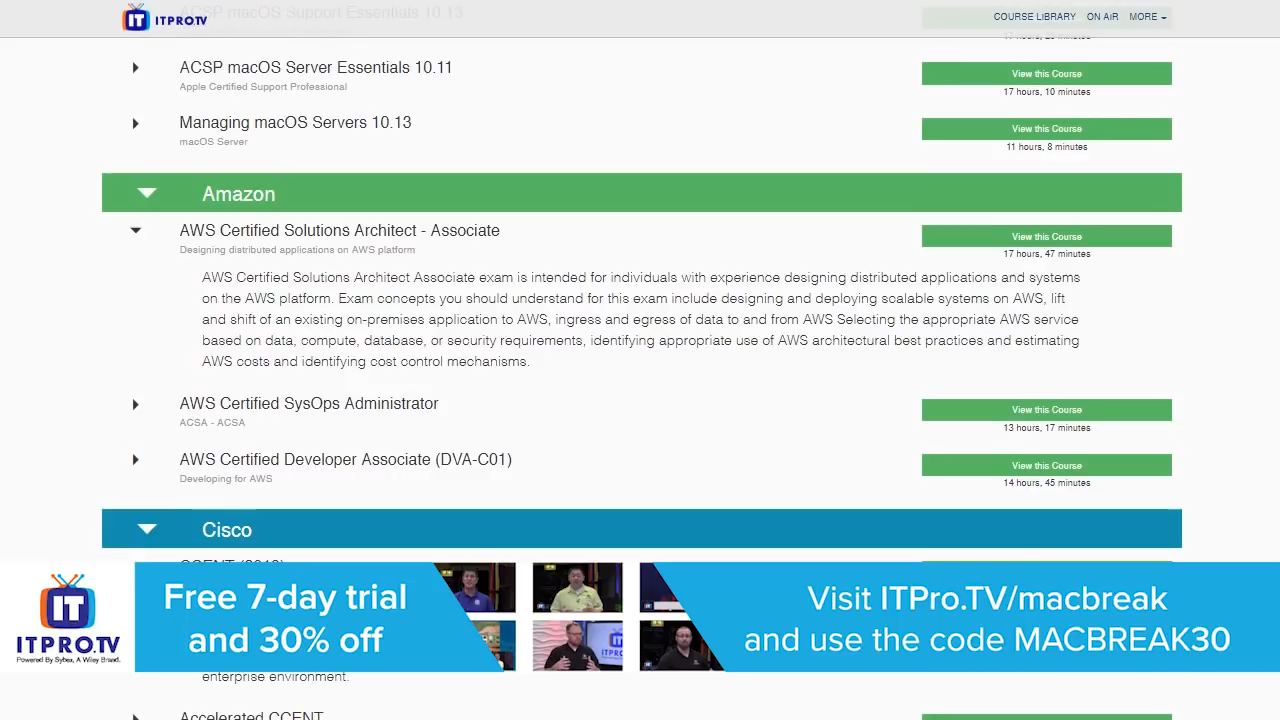 ACSP macOS Support Essentials 10.13
IT ITPROTV
COURSE LIBRARY ON AIR MORE
ACSP macOS Server Essentials 10.11
View this Course
Apple Certified Support Professional
17 hours, 10 minutes
Managing macOS Servers 10.13
View this Course
macOS Server
11 hours, 8 minutes
Amazon
AWS Certified Solutions Architect - Associate
View this Course
Designing distributed applications on AWS platform
17 hours, 47 minutes
AWS Certified Solutions Architect Associate exam is intended for individuals with experience designing distributed applications and systems
on the AWS platform. Exam concepts you should understand for this exam include designing and deploying scalable systems on AWS, lift
and shift of an existing on-premises application to AWS, ingress and egress of data to and from AWS Selecting the appropriate AWS service
based on data, compute, database, or security requirements, identifying appropriate use of AWS architectural best practices and estimating
AWS costs and identifying cost control mechanisms.
AWS Certified SysOps Administrator
View this Course
ACSA - ACSA
13 hours, 17 minutes
AWS Certified Developer Associate (DVA-C01)
View this Course
Developing for AWS
14 hours, 45 minutes
Cisco
IT
ITPROTV
Powered By Sybex, A Wiley Brand.
Free 7-day trial
and 30% off
Visit ITPro.TV/macbreak
and use the code MACBREAK30
enterprise environment.
Accelerated CCENT